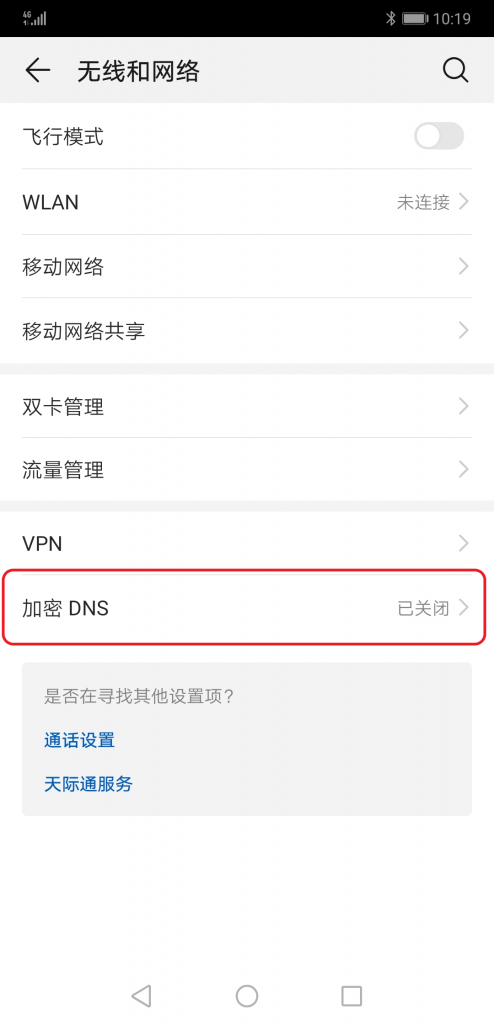 4G
10:19
无线和网络
飞行模式
WLAN 未连接
移动网络
移动网络共享
双卡管理
流量管理
VPN
加密 DNS 已关闭
是否在寻找其他设置项？
通话设置
天际通服务